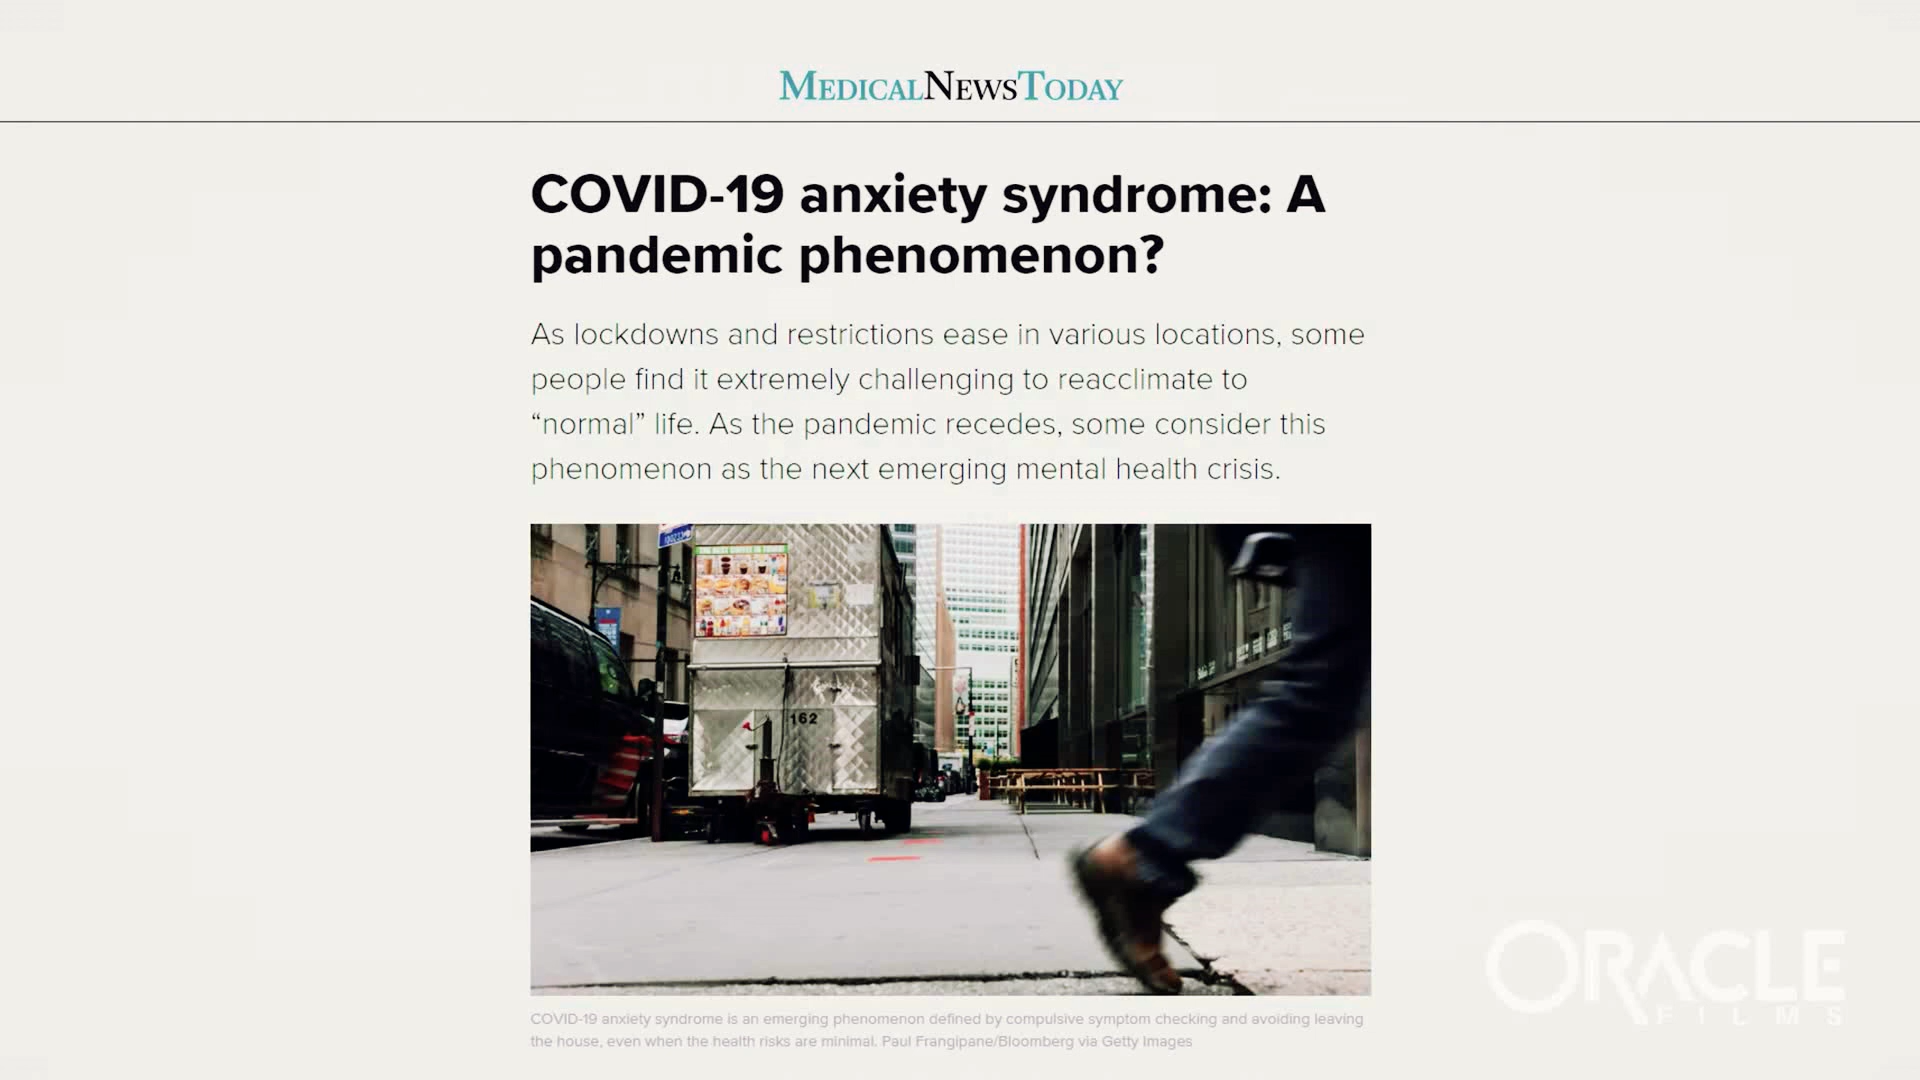 MEDICALNEWSTODAY
COVID-19 anxiety syndrome: A
pandemic phenomenon?
As lockdowns and restrictions ease in various locations, some
people find it extremely challenging to reacclimate to
“normal” life. As the pandemic recedes, some consider this
phenomenon as the next emerging mental health crisis.
162
COVID-19 anxiety syndrome is an emerging phenomenon defined by compulsive symptom checking and avoiding leaving
the house, even when the health risks are minimal. Paul Frangipane/Bloomberg via Getty Images
ORACLE
FILMS